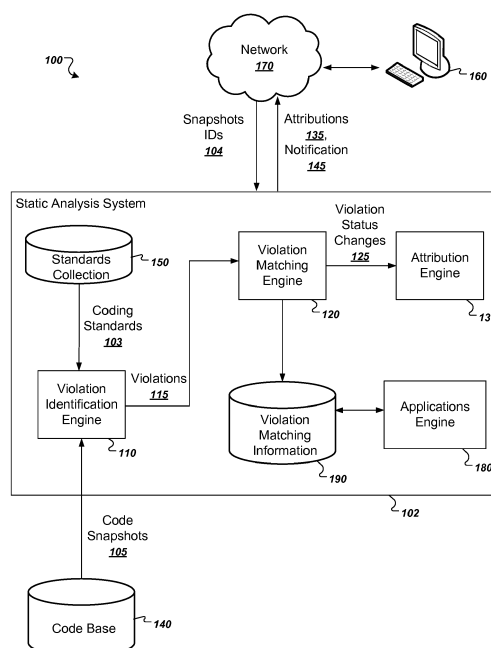 100
Network
170
160
Snapshots
IDs
104
Attributions
135,
Notification
145
Static Analysis System
Standards
Collection
150
Coding
Standards
103
Violation
Identification
Engine
110
Violations
115
Violation
Matching
Engine
120
Violation
Status
Changes
125
Attribution
Engine
13
Violation
Matching
Information
190
Applications
Engine
180
102
Code
Snapshots
105
Code Base
140